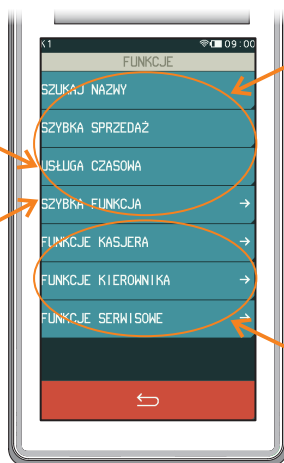 K1 09:00
FUNKCJE
SZUKAJ NAZWY
SZYBKA SPRZEDAŻ
USŁUGA CZASOWA
SZYBKA FUNKCJA →
FUNKCJE KASJERA →
FUNKCJE KIEROWNIKA →
FUNKCJE SERWISOWE →